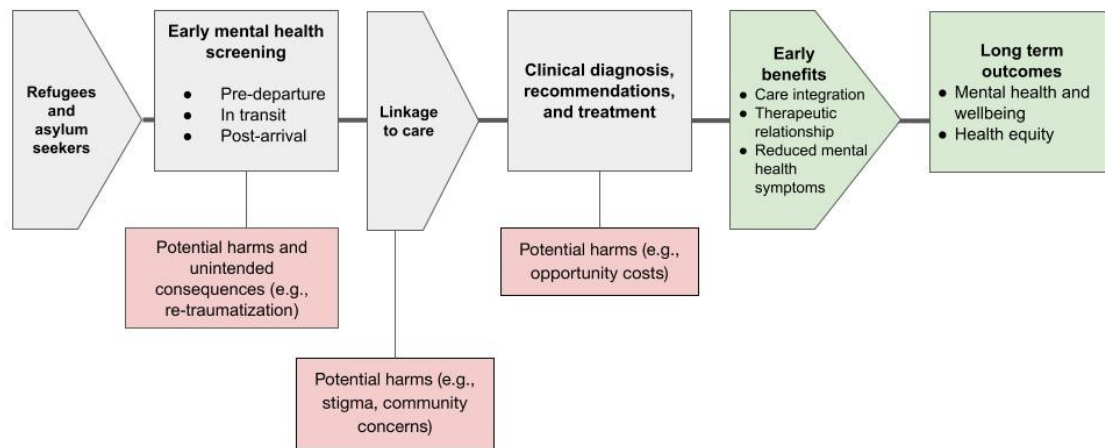 Refugees
and
asylum
seekers
Early mental health
screening
● Pre-departure
● In transit
● Post-arrival
Linkage
to care
Clinical diagnosis,
recommendations,
and treatment
Early
benefits
● Care integration
● Therapeutic
relationship
● Reduced mental
health
symptoms
Long term
outcomes
● Mental health and
wellbeing
● Health equity
Potential harms and
unintended
consequences (e.g.,
re-traumatization)
Potential harms (e.g.,
stigma, community
concerns)
Potential harms (e.g.,
opportunity costs)